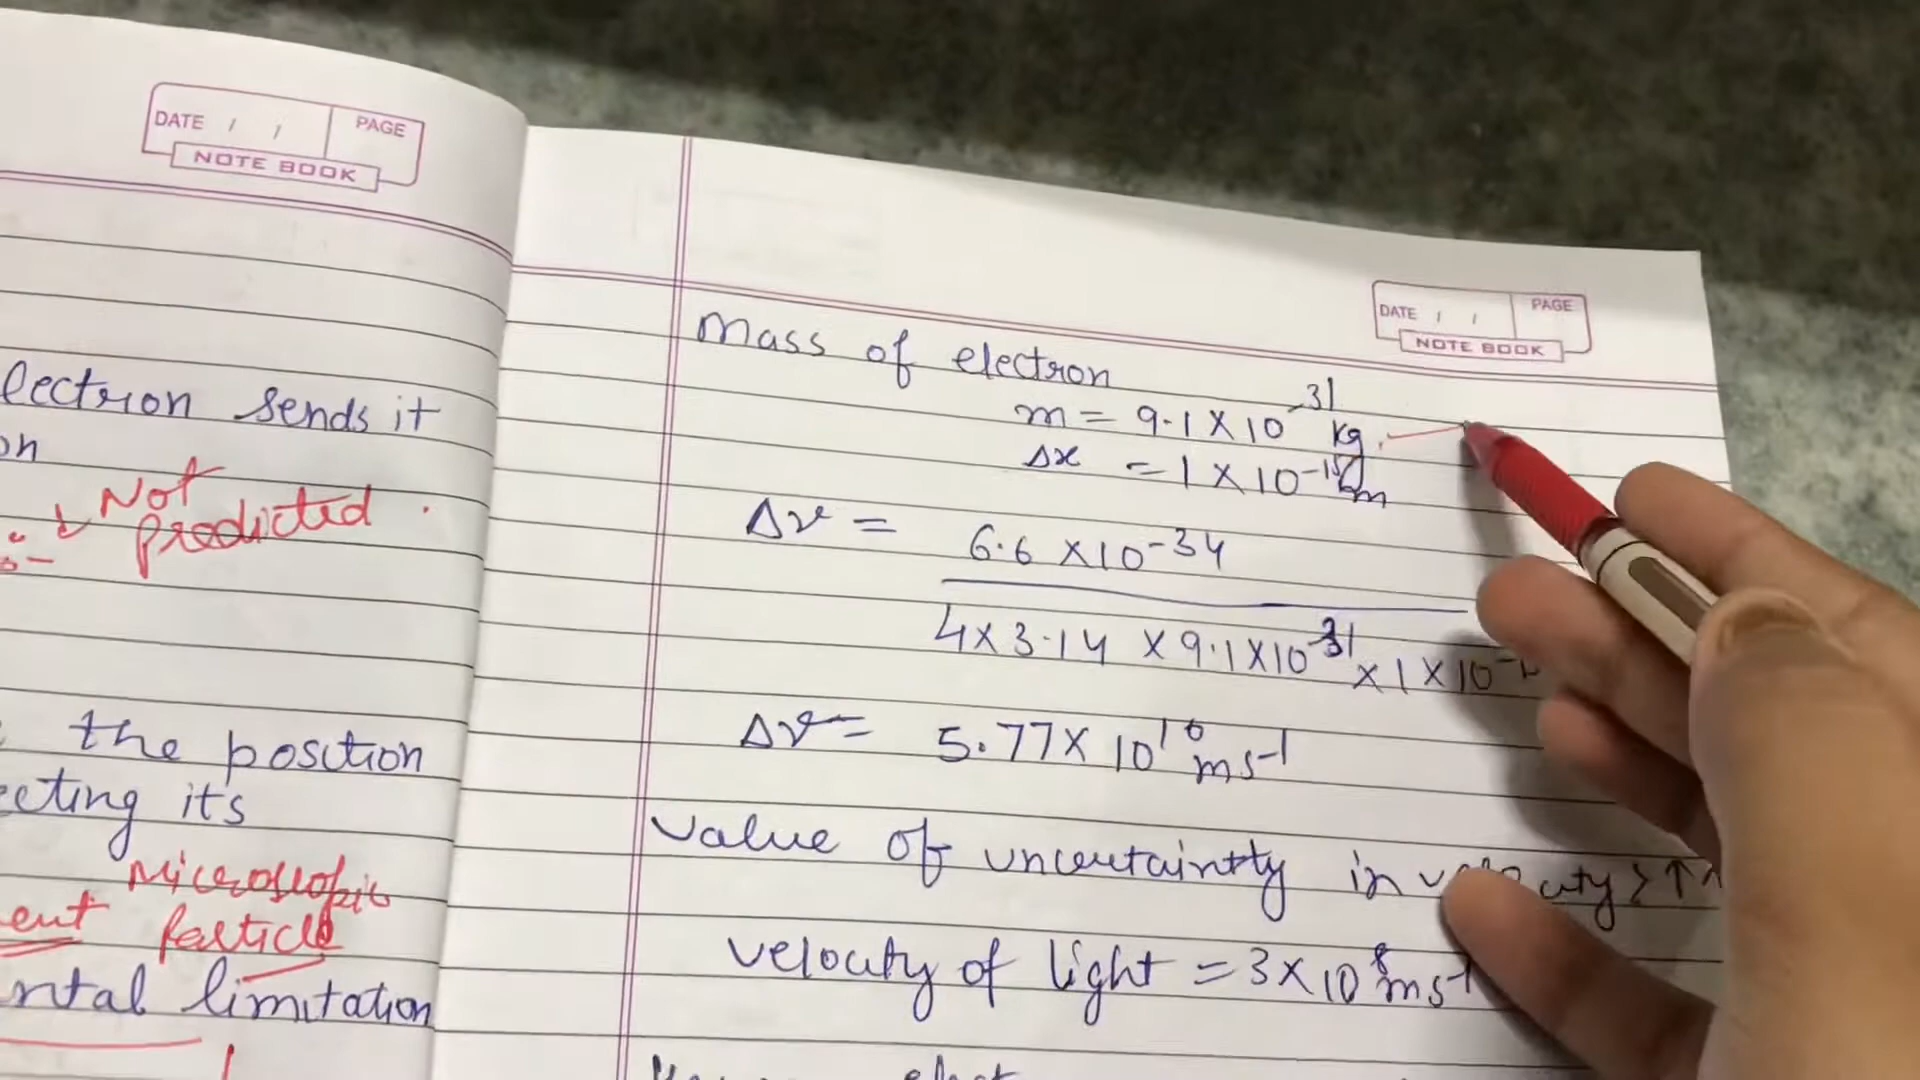 DATE / / PAGE
NOTE BOOK
lectron sends it
on
Not
Predicted.
the position
ecting its
Microscopic
ent particle
ntal limitation
DATE / / PAGE
NOTE BOOK
Mass of electron
m = 9.1 × 10⁻³¹ kg
Δx = 1 × 10⁻¹⁵ m
Δv = 6.6 × 10⁻³⁴
4 × 3.14 × 9.1 × 10⁻³¹ × 1 × 10
Δv = 5.77 × 10¹⁰ ms⁻¹
Value of uncertaintty in
velocity of light = 3 × 10⁸ ms⁻¹